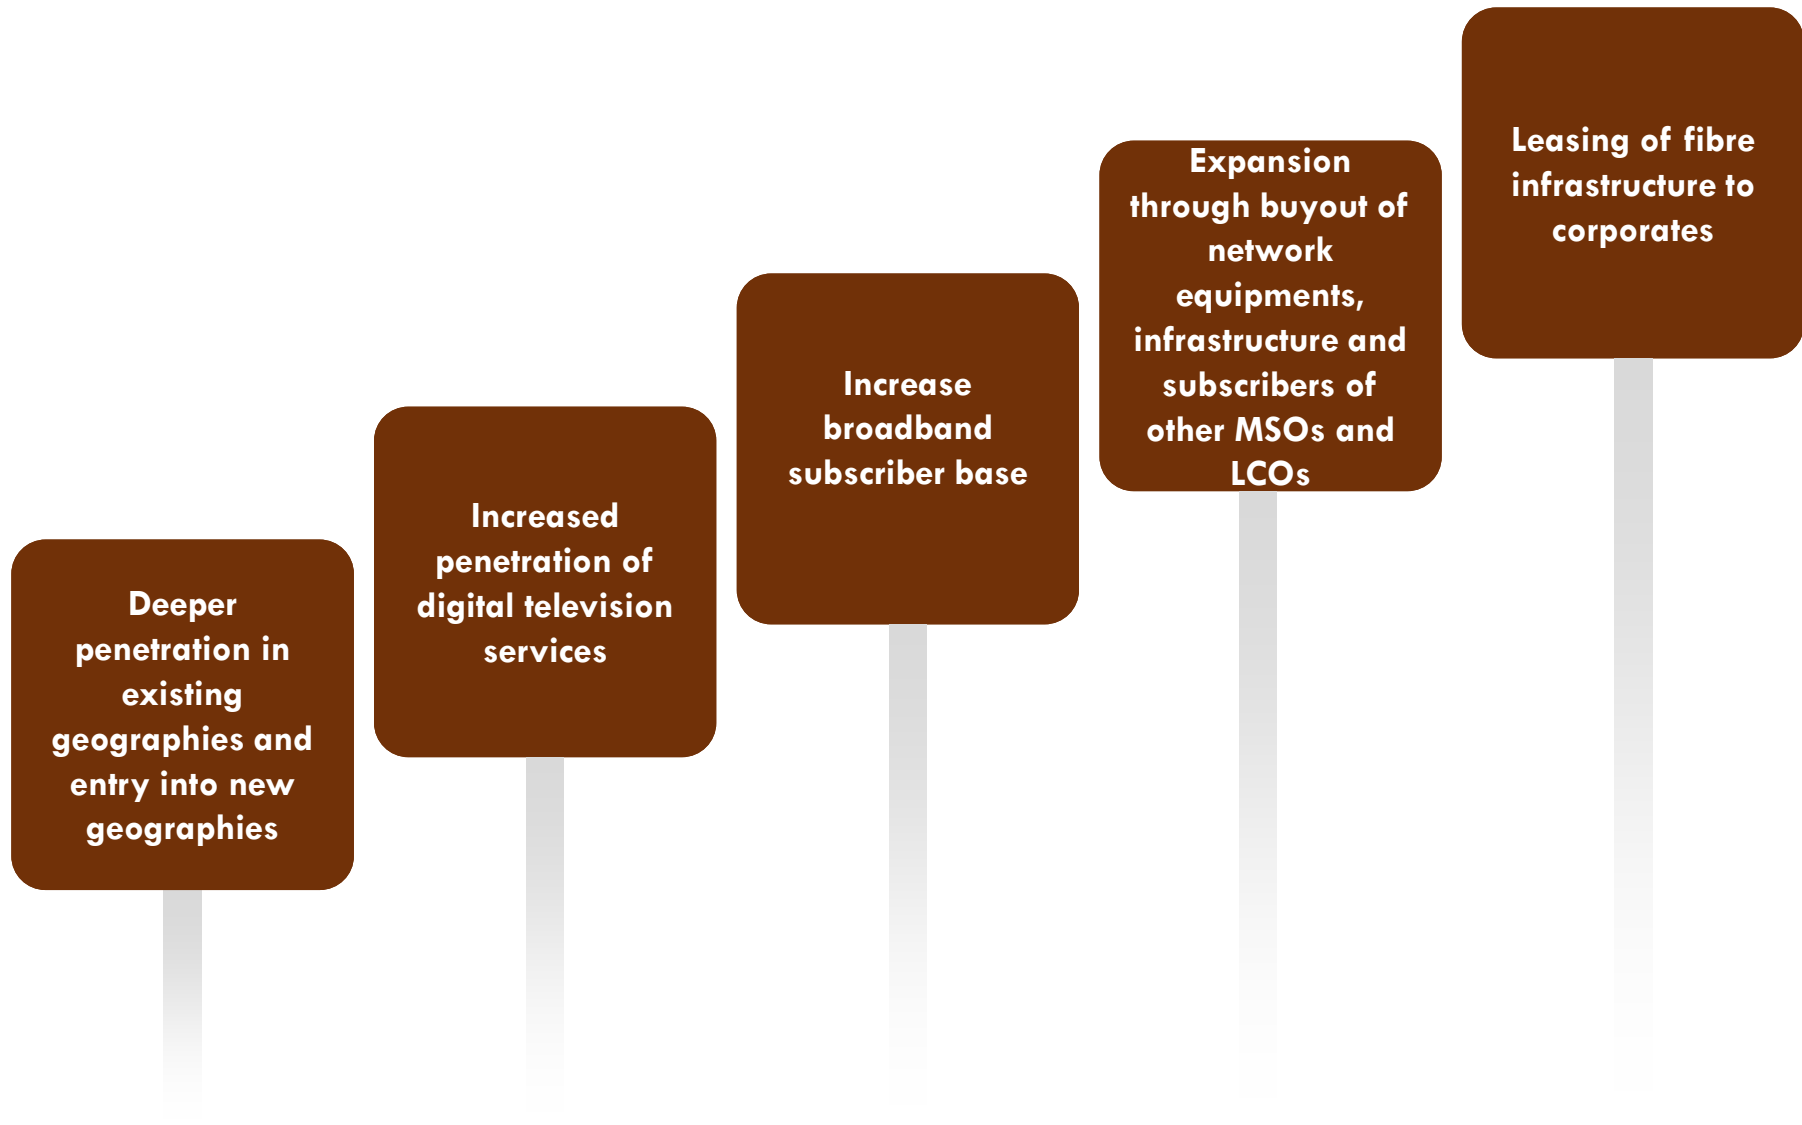 Deeper
penetration in
existing
geographies and
entry into new
geographies
Increased
penetration of
digital television
services
Increase
broadband
subscriber base
Expansion
through buyout of
network
equipments,
infrastructure and
subscribers of
other MSOs and
LCOs
Leasing of fibre
infrastructure to
corporates